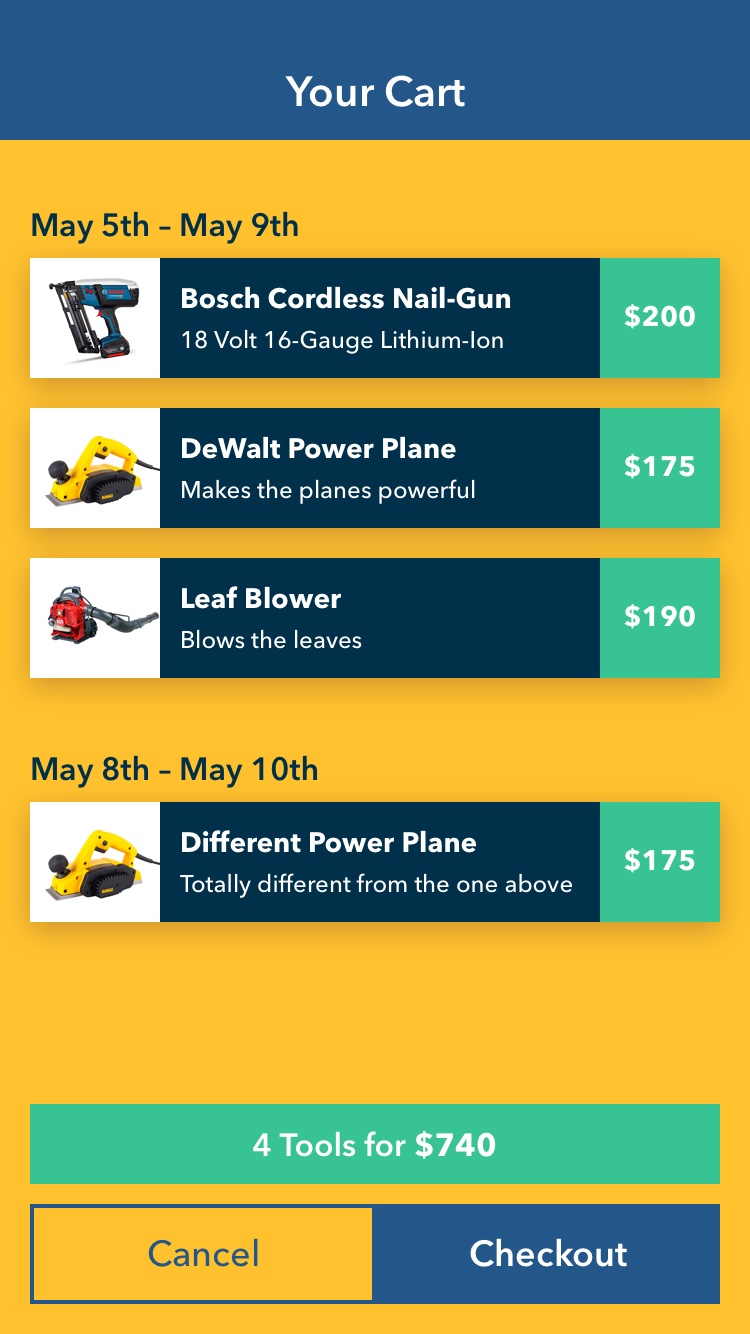 Your Cart
May 5th – May 9th
Bosch Cordless Nail-Gun
18 Volt 16-Gauge Lithium-Ion
$200
DeWalt Power Plane
Makes the planes powerful
$175
Leaf Blower
Blows the leaves
$190
May 8th – May 10th
Different Power Plane
Totally different from the one above
$175
4 Tools for $740
Cancel
Checkout